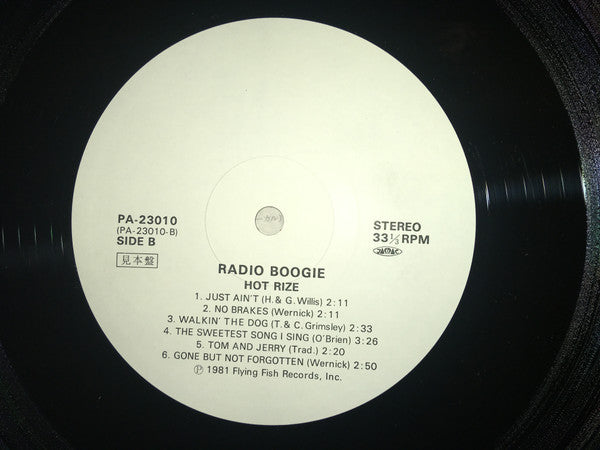 PA-23010
(PA-23010-B)
SIDE B
見本盤
STEREO
33⅓RPM
RADIO BOOGIE
HOT RIZE
1. JUST AIN'T (H. & G. Willis) 2:11
2. NO BRAKES (Wernick) 2:11
3. WALKIN' THE DOG (T. & C. Grimsley) 2:33
4. THE SWEETEST SONG I SING (O'Brien) 3:26
5. TOM AND JERRY (Trad.) 2:20
6. GONE BUT NOT FORGOTTEN (Wernick) 2:50
Ⓟ 1981 Flying Fish Records, Inc.